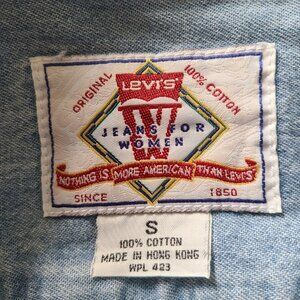 ORIGINAL 100% COTTON
Levi's
W
JEANS FOR
WOMEN
NOTHING IS MORE AMERICAN THAN LEVI'S
SINCE 1850
S
100% COTTON
MADE IN HONG KONG
WPL 423